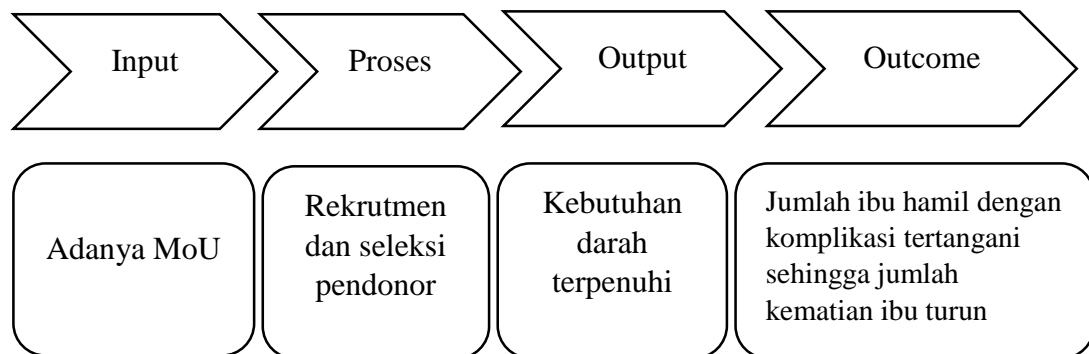 Input
Proses
Output
Outcome
Adanya MoU
Rekrutmen
dan seleksi
pendonor
Kebutuhan
darah
terpenuhi
Jumlah ibu hamil dengan
komplikasi tertangani
sehingga jumlah
kematian ibu turun